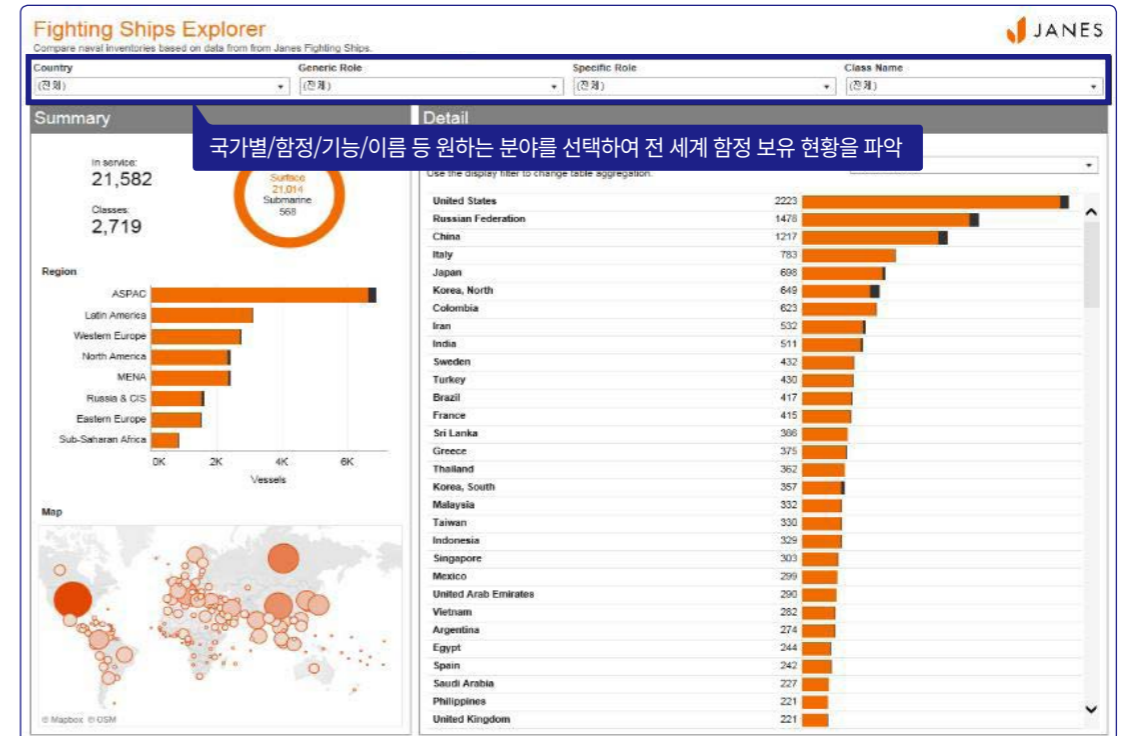 Fighting Ships Explorer
Compare naval inventories based on data from from Janes Fighting Ships.
JANES
Country
Generic Role
Specific Role
Class Name
(전체)
(전체)
(전체)
(전체)
Summary
Detail
국가별/함정/기능/이름 등 원하는 분야를 선택하여 전 세계 함정 보유 현황을 파악
In service:
21,582
Classes:
2,719
Surface
21,014
Submarine
568
Use the display filter to change table aggregation.
Region
ASPAC
Latin America
Western Europe
North America
MENA
Russia & CIS
Eastern Europe
Sub-Saharan Africa
0K 2K 4K 6K
Vessels
Map
© Mapbox © OSM
United States 2223
Russian Federation 1478
China 1217
Italy 783
Japan 698
Korea, North 649
Colombia 623
Iran 532
India 511
Sweden 432
Turkey 430
Brazil 417
France 415
Sri Lanka 386
Greece 375
Thailand 362
Korea, South 357
Malaysia 332
Taiwan 330
Indonesia 329
Singapore 303
Mexico 299
United Arab Emirates 290
Vietnam 282
Argentina 274
Egypt 244
Spain 242
Saudi Arabia 227
Philippines 221
United Kingdom 221